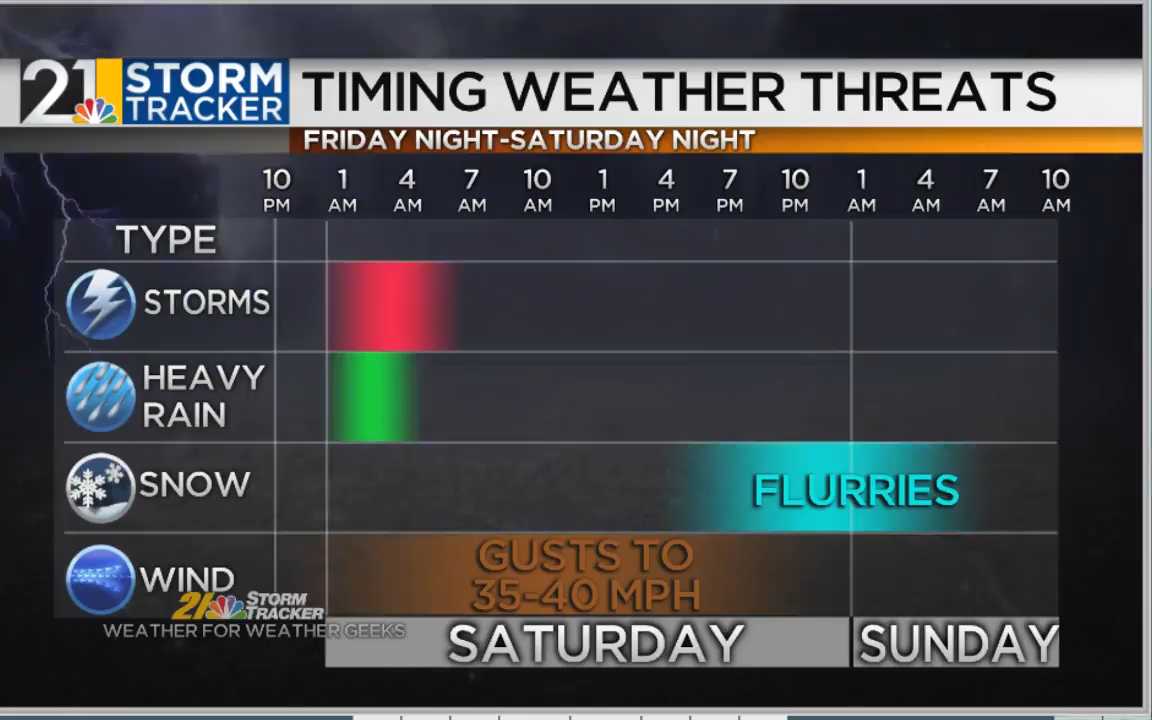 21 STORM TRACKER
TIMING WEATHER THREATS
FRIDAY NIGHT-SATURDAY NIGHT
10 PM 1 AM 4 AM 7 AM 10 AM 1 PM 4 PM 7 PM 10 PM 1 AM 4 AM 7 AM 10 AM
TYPE
STORMS
HEAVY
RAIN
SNOW
FLURRIES
WIND
GUSTS TO
35-40 MPH
21 STORM TRACKER
WEATHER FOR WEATHER GEEKS
SATURDAY
SUNDAY